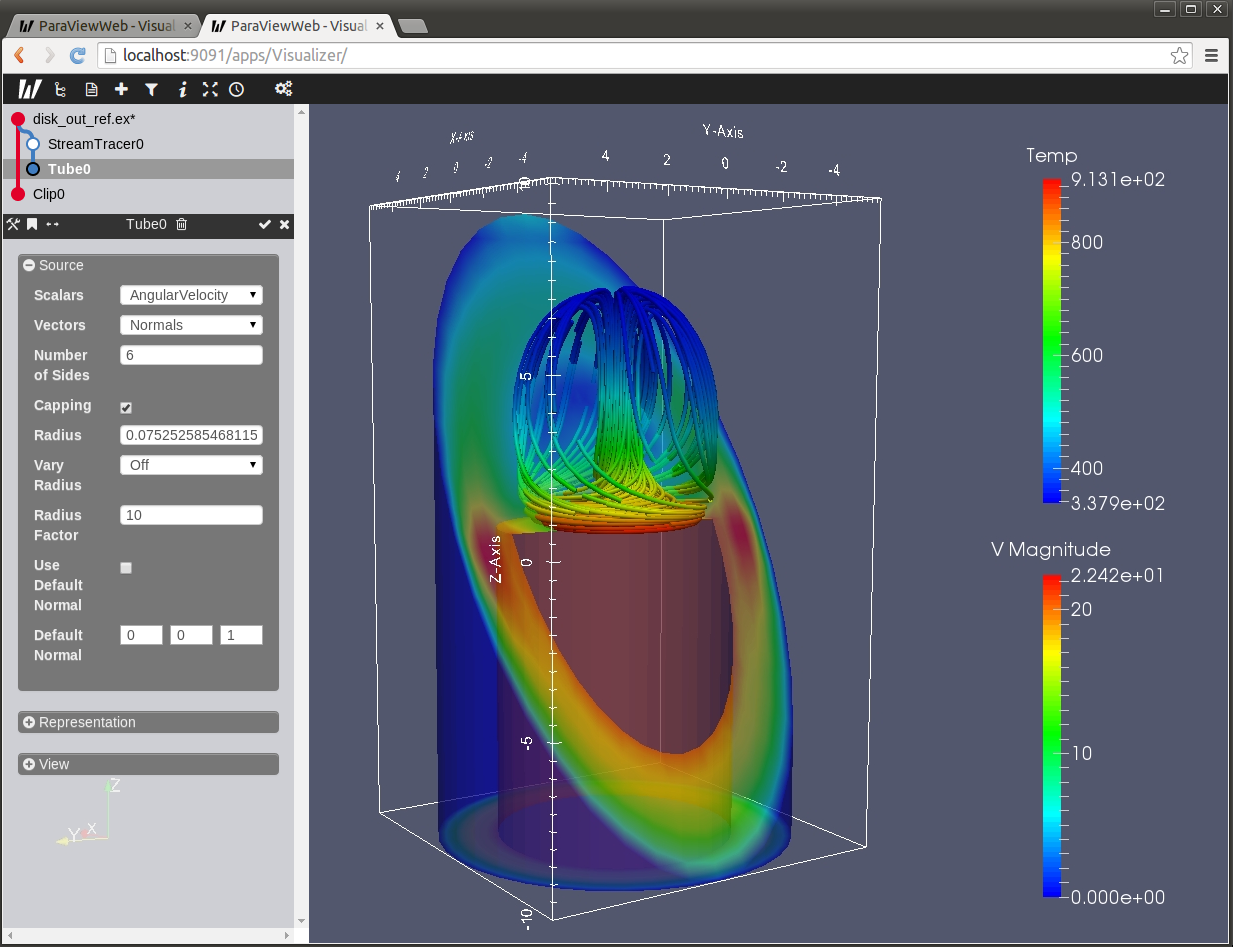 ParaViewWeb - Visual
ParaViewWeb - Visual
localhost:9091/apps/Visualizer/
disk_out_ref.ex*
StreamTracer0
Tube0
Clip0
Tube0
Source
Scalars AngularVelocity
Vectors Normals
Number of Sides 6
Capping
Radius 0.075252585468115
Vary Radius Off
Radius Factor 10
Use Default Normal
Default Normal 0 0 1
Representation
View
Z
Y X
X-Axis
4 2 0 -2 -4
Y-Axis
4 2 0 -2 -4
10
5
Z-Axis
0
-5
-10
Temp
9.131e+02
800
600
400
3.379e+02
V Magnitude
2.242e+01
20
10
0.000e+00